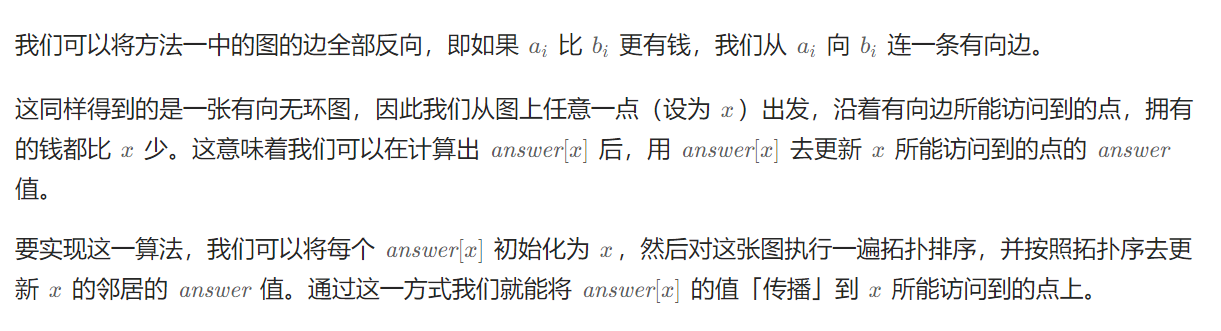 我们可以将方法一中的图的边全部反向，即如果 aᵢ 比 bᵢ 更有钱，我们从 aᵢ 向 bᵢ 连一条有向边。
这同样得到的是一张有向无环图，因此我们从图上任意一点（设为 x）出发，沿着有向边所能访问到的点，拥有
的钱都比 x 少。这意味着我们可以在计算出 answer[x] 后，用 answer[x] 去更新 x 所能访问到的点的 answer
值。
要实现这一算法，我们可以将每个 answer[x] 初始化为 x，然后对这张图执行一遍拓扑排序，并按照拓扑序去更
新 x 的邻居的 answer 值。通过这一方式我们就能将 answer[x] 的值「传播」到 x 所能访问到的点上。